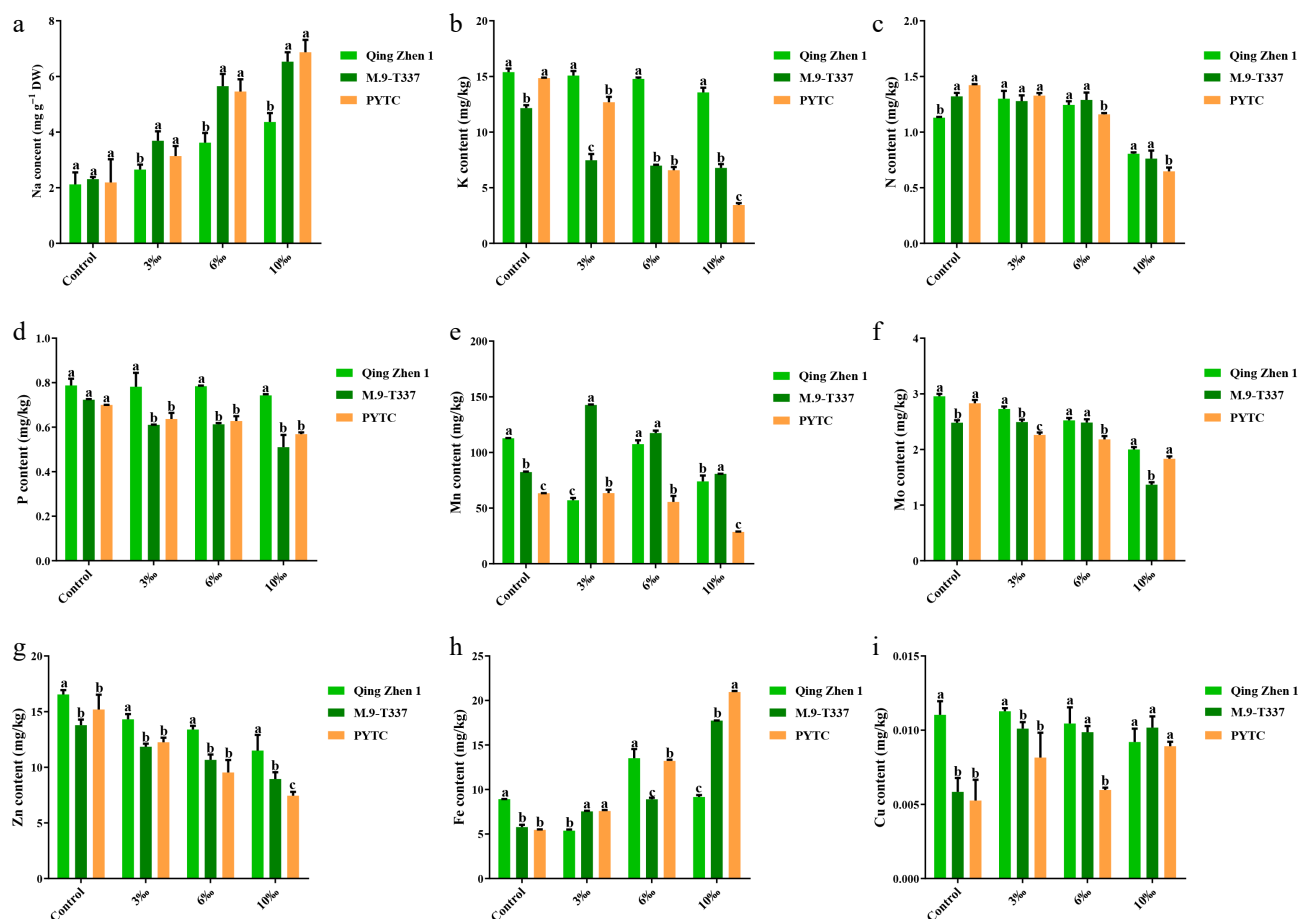 a
Na concent (mg g⁻¹ DW)
8
6
4
2
0
a a a
b a a
b a a
b a a
Control 3‰ 6‰ 10‰
Qing Zhen 1
M.9-T337
PYTC
b
K content (mg/kg)
20
15
10
5
0
a b a
a c b
a b b
a b c
Control 3‰ 6‰ 10‰
Qing Zhen 1
M.9-T337
PYTC
c
N content (mg/kg)
2.0
1.5
1.0
0.5
0.0
b a a
a a a
a a b
a a b
Control 3‰ 6‰ 10‰
Qing Zhen 1
M.9-T337
PYTC
d
P content (mg/kg)
1.0
0.8
0.6
0.4
0.2
0.0
a a a
a b b
a b b
a b b
Control 3‰ 6‰ 10‰
Qing Zhen 1
M.9-T337
PYTC
e
Mn content (mg/kg)
200
150
100
50
0
a b c
c a b
a a b
b a c
Control 3‰ 6‰ 10‰
Qing Zhen 1
M.9-T337
PYTC
f
Mo content (mg/kg)
4
3
2
1
0
a b a
a b c
a a b
a b a
Control 3‰ 6‰ 10‰
Qing Zhen 1
M.9-T337
PYTC
g
Zn content (mg/kg)
20
15
10
5
0
a b b
a b b
a b b
a b c
Control 3‰ 6‰ 10‰
Qing Zhen 1
M.9-T337
PYTC
h
Fe content (mg/kg)
25
20
15
10
5
0
a b b
b a a
a c b
c b a
Control 3‰ 6‰ 10‰
Qing Zhen 1
M.9-T337
PYTC
i
Cu content (mg/kg)
0.015
0.010
0.005
0.000
a b b
a b b
a a b
a a a
Control 3‰ 6‰ 10‰
Qing Zhen 1
M.9-T337
PYTC